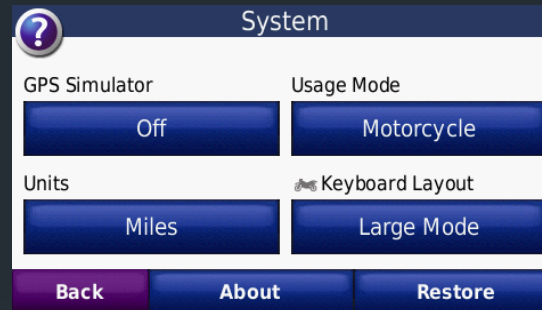 ?
System
GPS Simulator
Usage Mode
Off
Motorcycle
Units
Keyboard Layout
Miles
Large Mode
Back
About
Restore